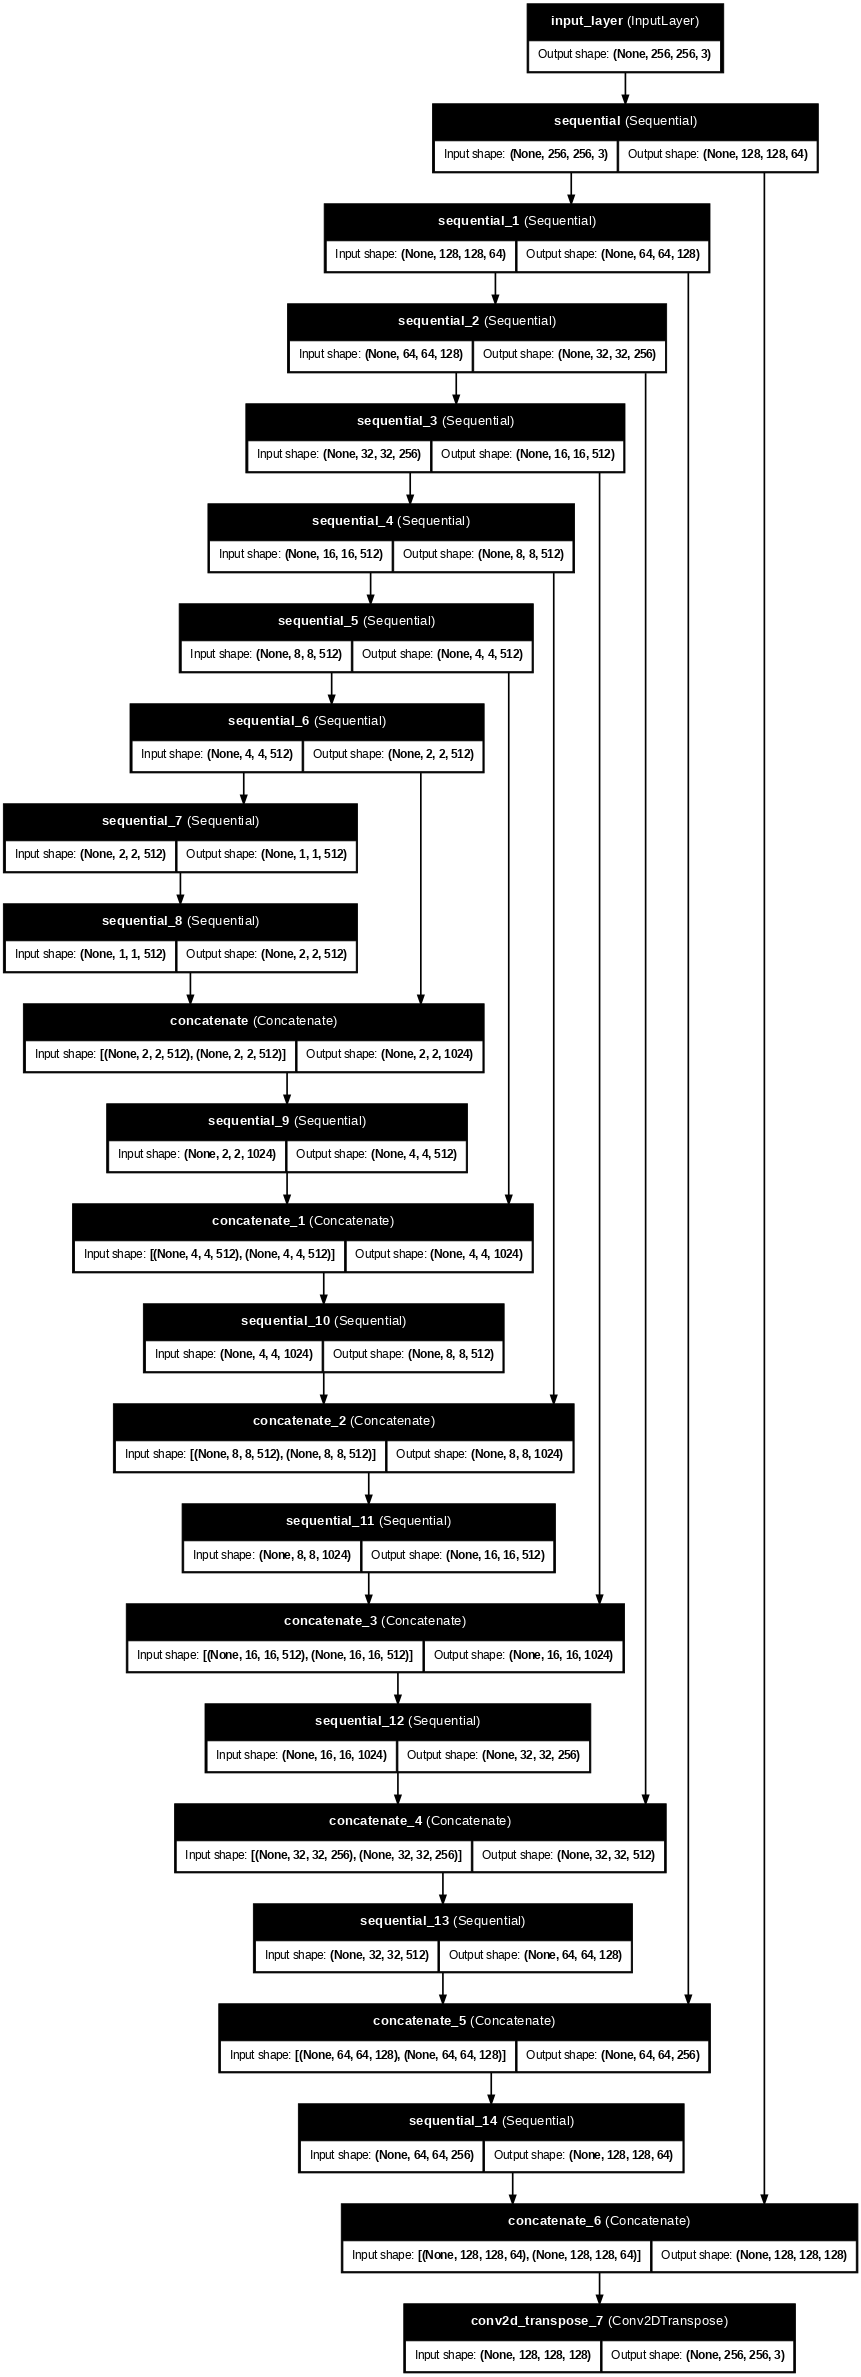 input_layer (InputLayer)
Output shape: (None, 256, 256, 3)
sequential (Sequential)
Input shape: (None, 256, 256, 3) Output shape: (None, 128, 128, 64)
sequential_1 (Sequential)
Input shape: (None, 128, 128, 64) Output shape: (None, 64, 64, 128)
sequential_2 (Sequential)
Input shape: (None, 64, 64, 128) Output shape: (None, 32, 32, 256)
sequential_3 (Sequential)
Input shape: (None, 32, 32, 256) Output shape: (None, 16, 16, 512)
sequential_4 (Sequential)
Input shape: (None, 16, 16, 512) Output shape: (None, 8, 8, 512)
sequential_5 (Sequential)
Input shape: (None, 8, 8, 512) Output shape: (None, 4, 4, 512)
sequential_6 (Sequential)
Input shape: (None, 4, 4, 512) Output shape: (None, 2, 2, 512)
sequential_7 (Sequential)
Input shape: (None, 2, 2, 512) Output shape: (None, 1, 1, 512)
sequential_8 (Sequential)
Input shape: (None, 1, 1, 512) Output shape: (None, 2, 2, 512)
concatenate (Concatenate)
Input shape: [(None, 2, 2, 512), (None, 2, 2, 512)] Output shape: (None, 2, 2, 1024)
sequential_9 (Sequential)
Input shape: (None, 2, 2, 1024) Output shape: (None, 4, 4, 512)
concatenate_1 (Concatenate)
Input shape: [(None, 4, 4, 512), (None, 4, 4, 512)] Output shape: (None, 4, 4, 1024)
sequential_10 (Sequential)
Input shape: (None, 4, 4, 1024) Output shape: (None, 8, 8, 512)
concatenate_2 (Concatenate)
Input shape: [(None, 8, 8, 512), (None, 8, 8, 512)] Output shape: (None, 8, 8, 1024)
sequential_11 (Sequential)
Input shape: (None, 8, 8, 1024) Output shape: (None, 16, 16, 512)
concatenate_3 (Concatenate)
Input shape: [(None, 16, 16, 512), (None, 16, 16, 512)] Output shape: (None, 16, 16, 1024)
sequential_12 (Sequential)
Input shape: (None, 16, 16, 1024) Output shape: (None, 32, 32, 256)
concatenate_4 (Concatenate)
Input shape: [(None, 32, 32, 256), (None, 32, 32, 256)] Output shape: (None, 32, 32, 512)
sequential_13 (Sequential)
Input shape: (None, 32, 32, 512) Output shape: (None, 64, 64, 128)
concatenate_5 (Concatenate)
Input shape: [(None, 64, 64, 128), (None, 64, 64, 128)] Output shape: (None, 64, 64, 256)
sequential_14 (Sequential)
Input shape: (None, 64, 64, 256) Output shape: (None, 128, 128, 64)
concatenate_6 (Concatenate)
Input shape: [(None, 128, 128, 64), (None, 128, 128, 64)] Output shape: (None, 128, 128, 128)
conv2d_transpose_7 (Conv2DTranspose)
Input shape: (None, 128, 128, 128) Output shape: (None, 256, 256, 3)